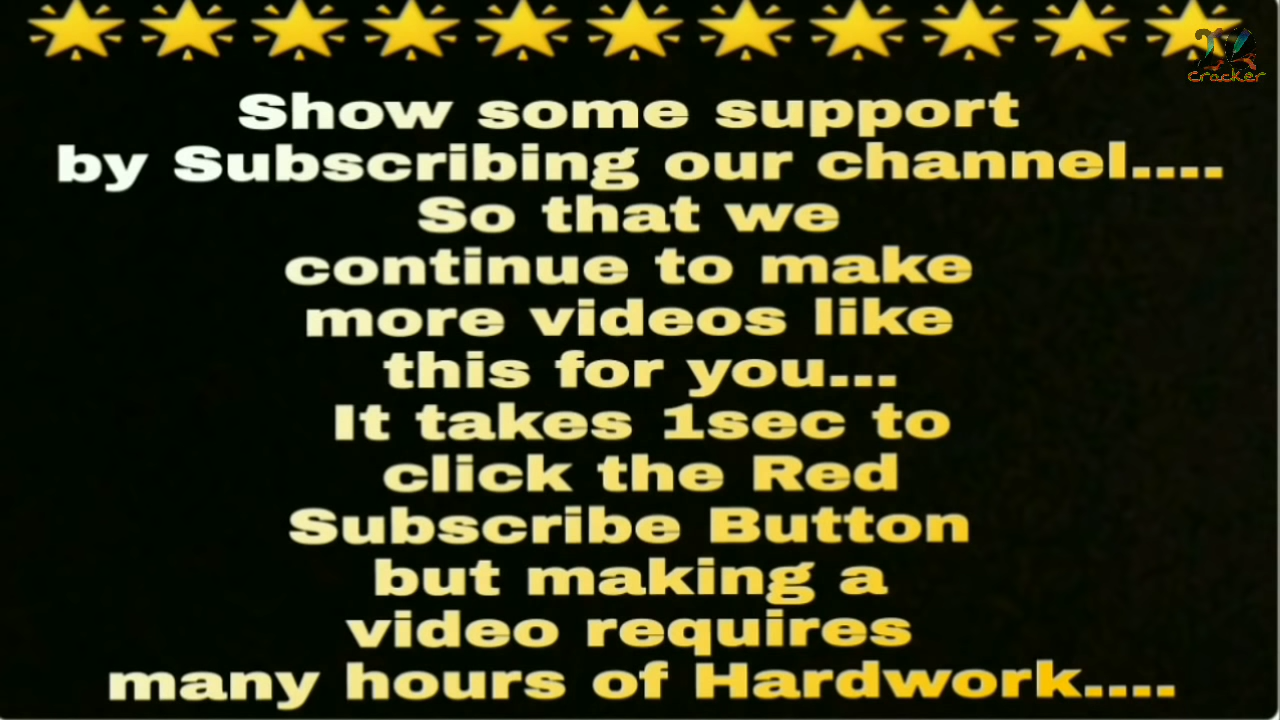 cracker
Show some support
by Subscribing our channel....
So that we
continue to make
more videos like
this for you...
It takes 1sec to
click the Red
Subscribe Button
but making a
video requires
many hours of Hardwork....